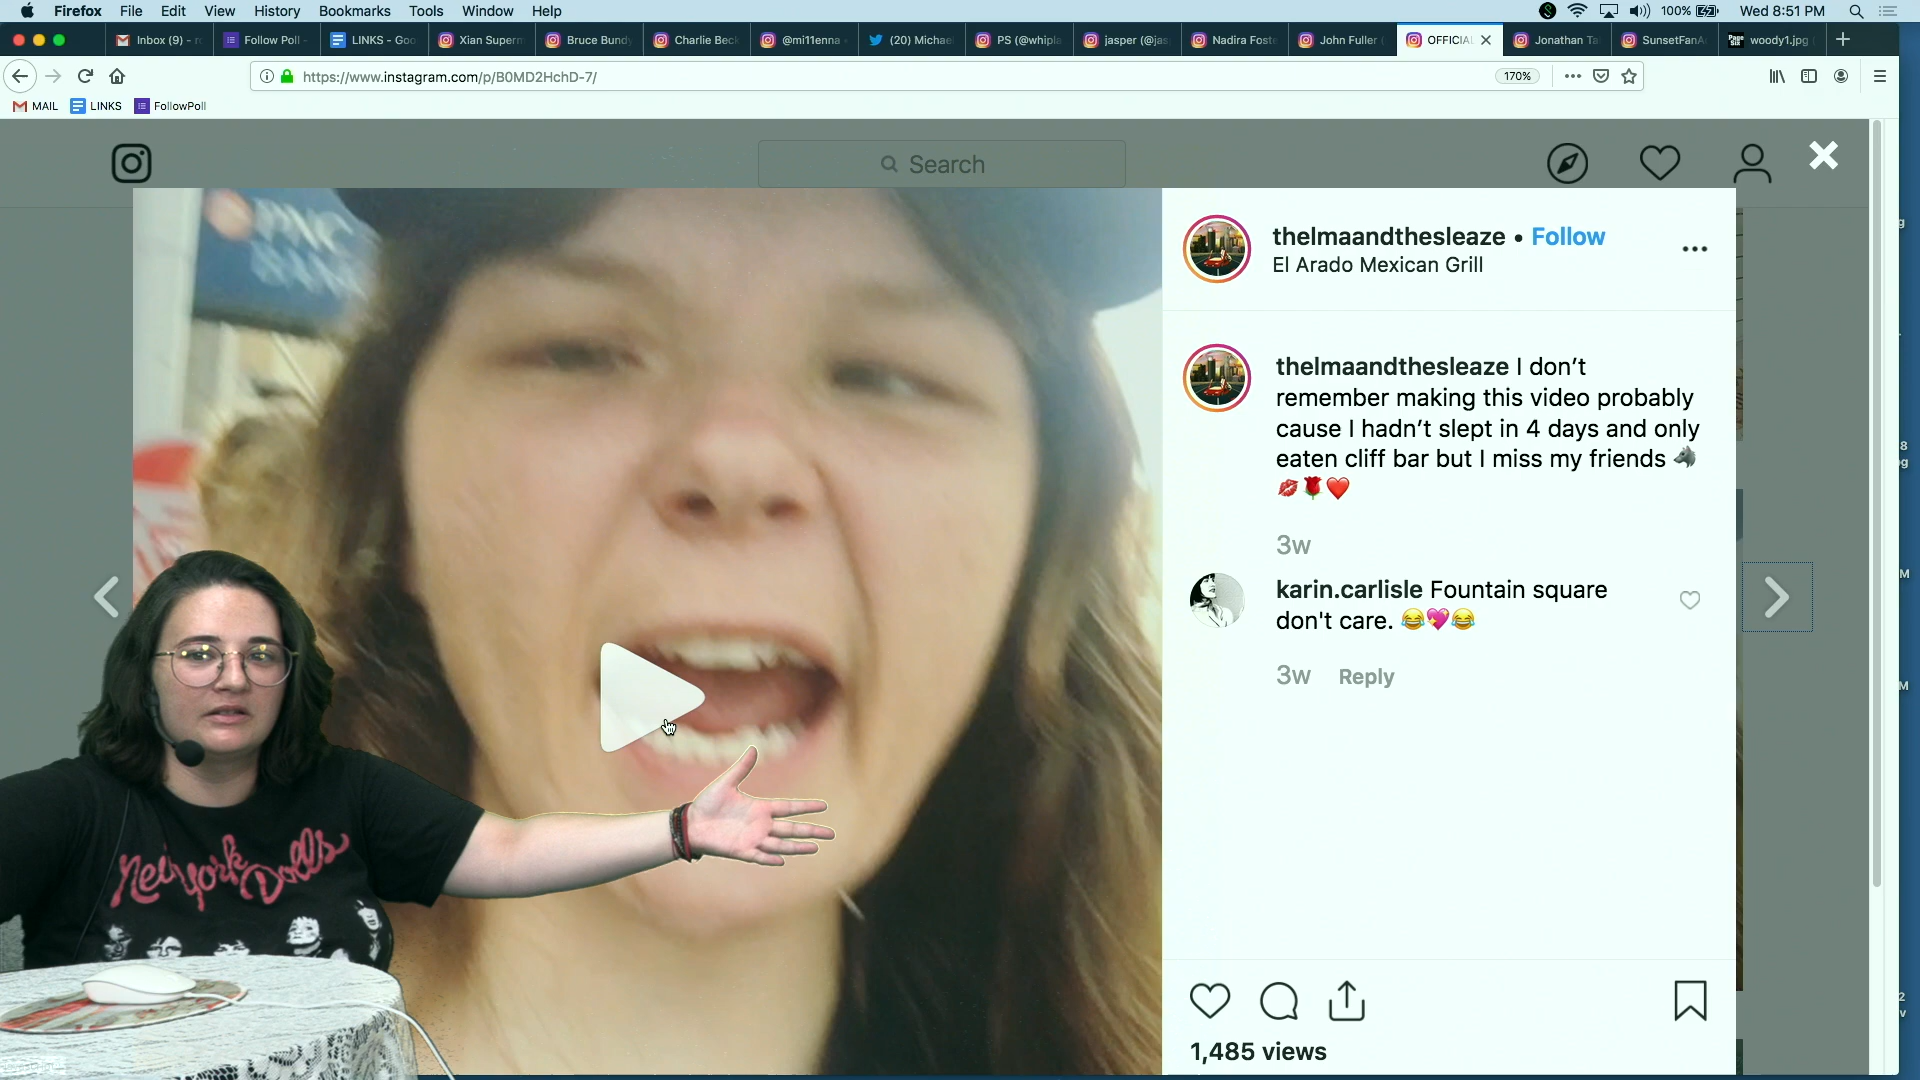 Firefox File Edit View History Bookmarks Tools Window Help
100% Wed 8:51 PM
Inbox (9) - Follow Poll - LINKS - Goo Xian Superm Bruce Bund Charlie Beck @mi11enna (20) Michae PS (@whipla jasper (@jas Nadira Foste John Fuller ( OFFICIAL Jonathan Ta SunsetFanA woody1.jpg
https://www.instagram.com/p/B0MD2HchD-7/
170%
MAIL LINKS FollowPoll
Search
PNC
thelmaandthesleaze • Follow
El Arado Mexican Grill
thelmaandthesleaze I don’t
remember making this video probably
cause I hadn’t slept in 4 days and only
eaten cliff bar but I miss my friends 🐺
💋🌹❤️
3w
karin.carlisle Fountain square
don't care. 😂💖😂
3w Reply
New York Dolls
1,485 views